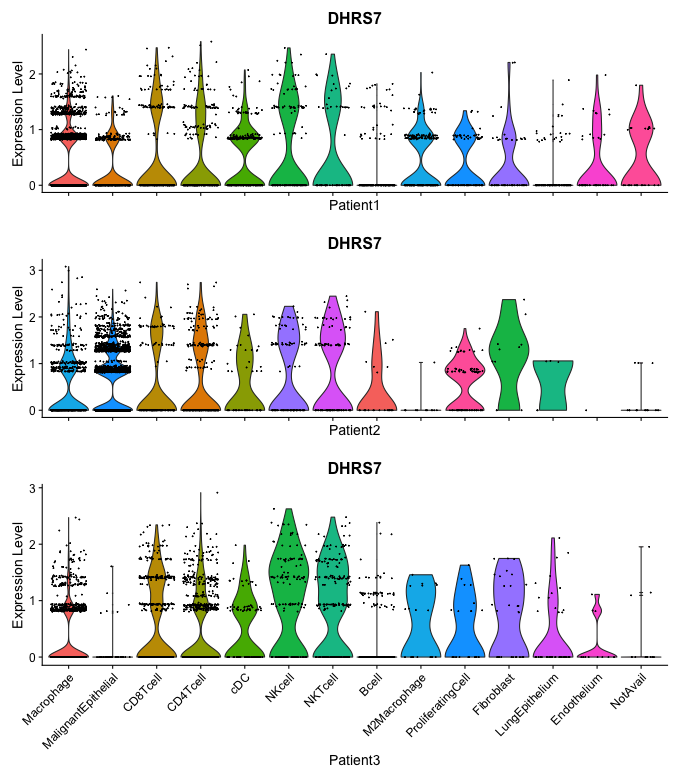 DHRS7
Expression Level
2
1
0
Patient1
DHRS7
Expression Level
3
2
1
0
Patient2
DHRS7
Expression Level
3
2
1
0
Macrophage
MalignantEpithelial
CD8Tcell
CD4Tcell
cDC
NKcell
NKTcell
Bcell
M2Macrophage
ProliferatingCell
Fibroblast
LungEpithelium
Endothelium
NotAvail
Patient3